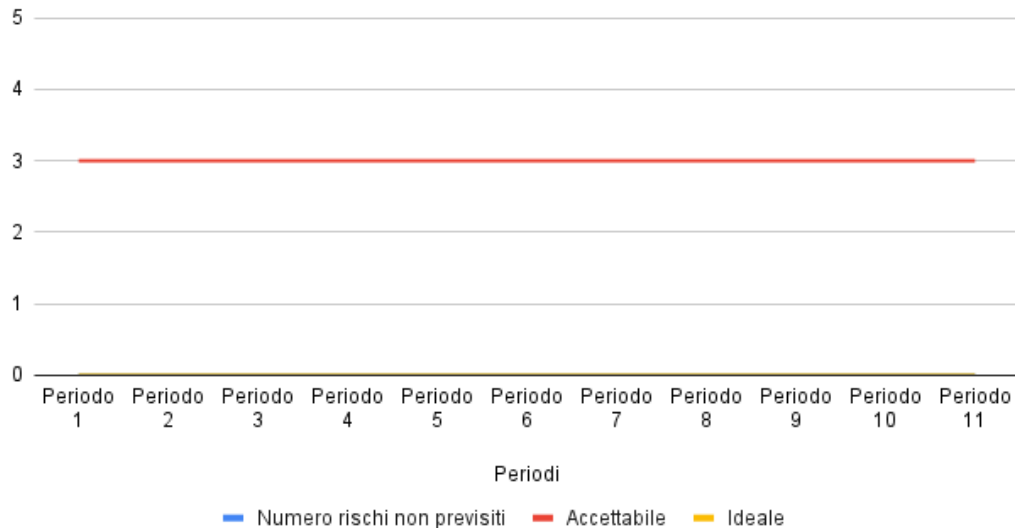 5
4
3
2
1
0
Periodo Periodo Periodo Periodo Periodo Periodo Periodo Periodo Periodo Periodo Periodo
1 2 3 4 5 6 7 8 9 10 11
Periodi
Numero rischi non previsiti Accettabile Ideale